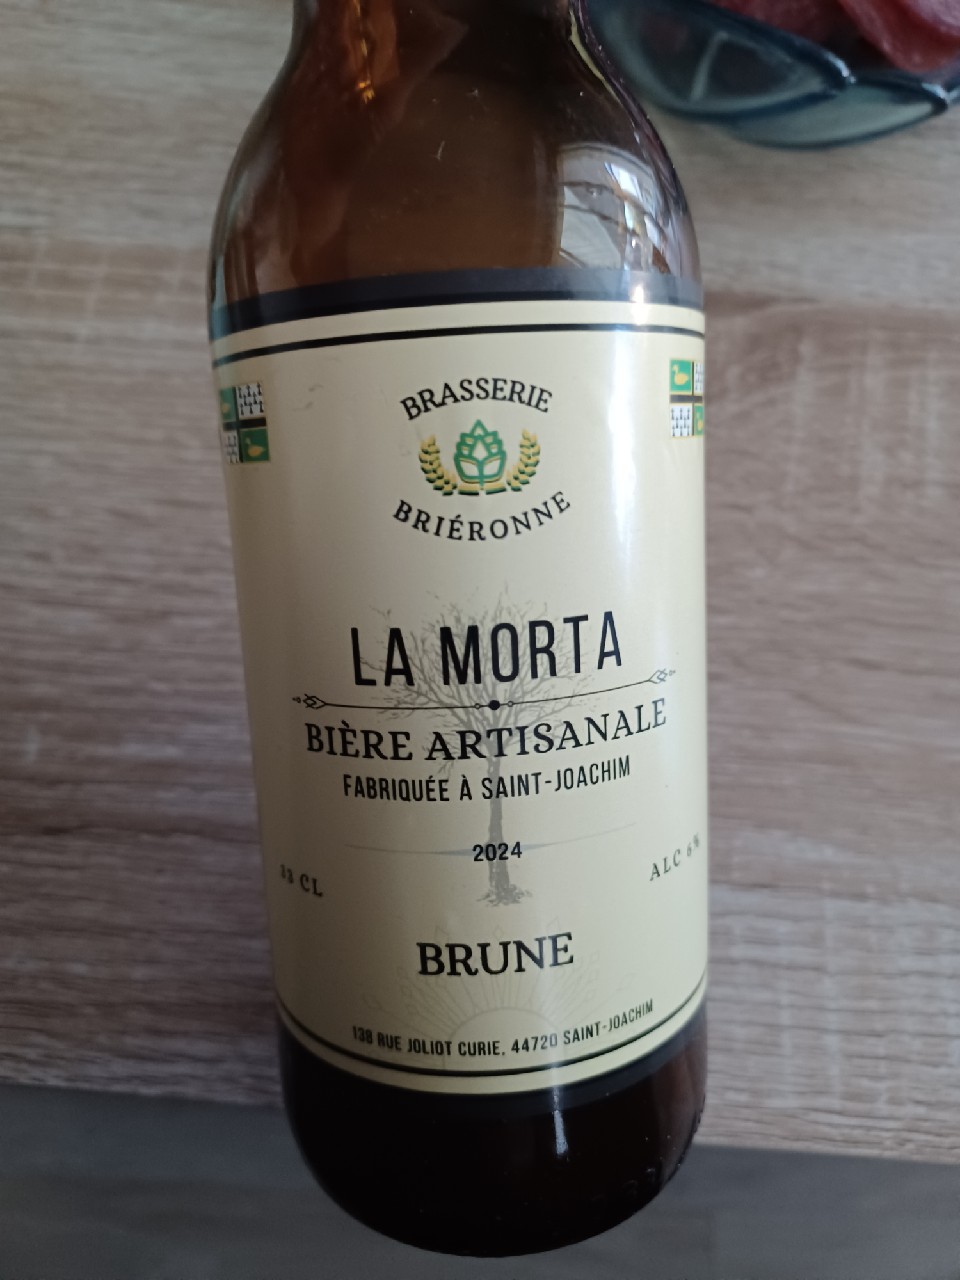 BRASSERIE
BRIÉRONNE
LA MORTA
BIÈRE ARTISANALE
FABRIQUÉE À SAINT-JOACHIM
2024
33 CL
ALC 6%
BRUNE
138 RUE JOLIOT CURIE, 44720 SAINT-JOACHIM